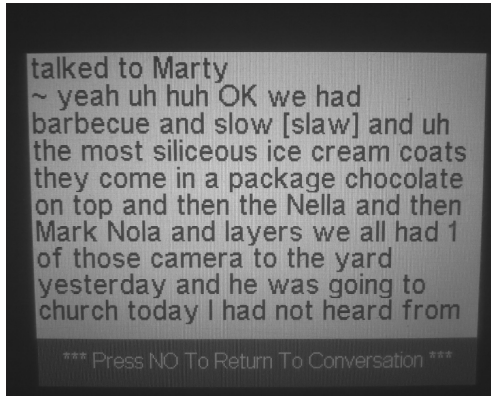 talked to Marty
~ yeah uh huh OK we had
barbecue and slow [slaw] and uh
the most siliceous ice cream coats
they come in a package chocolate
on top and then the Nella and then
Mark Nola and layers we all had 1
of those camera to the yard
yesterday and he was going to
church today I had not heard from
*** Press NO To Return To Conversation ***